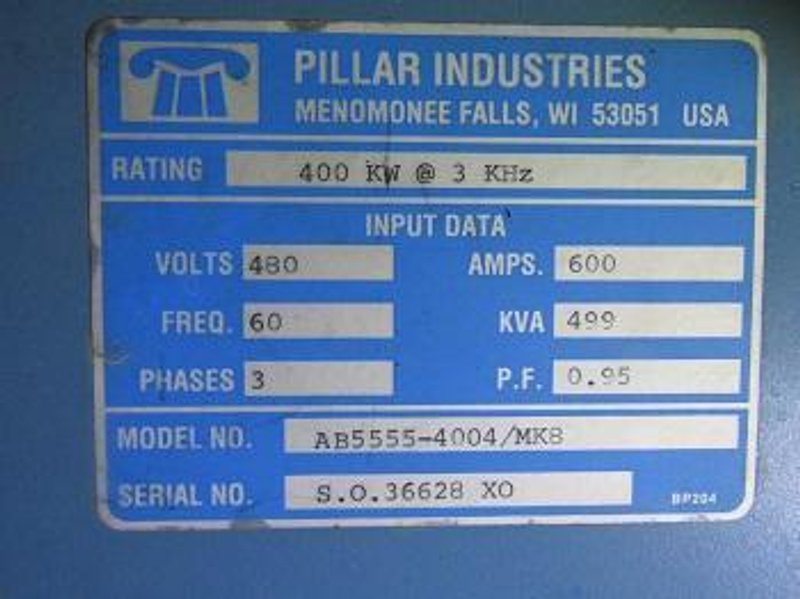 PILLAR INDUSTRIES
MENOMONEE FALLS, WI 53051 USA
RATING 400 KW @ 3 KHz
INPUT DATA
VOLTS 480 AMPS. 600
FREQ. 60 KVA 499
PHASES 3 P.F. 0.95
MODEL NO. AB5555-4004/MK8
SERIAL NO. S.O.36628 XO
BP204